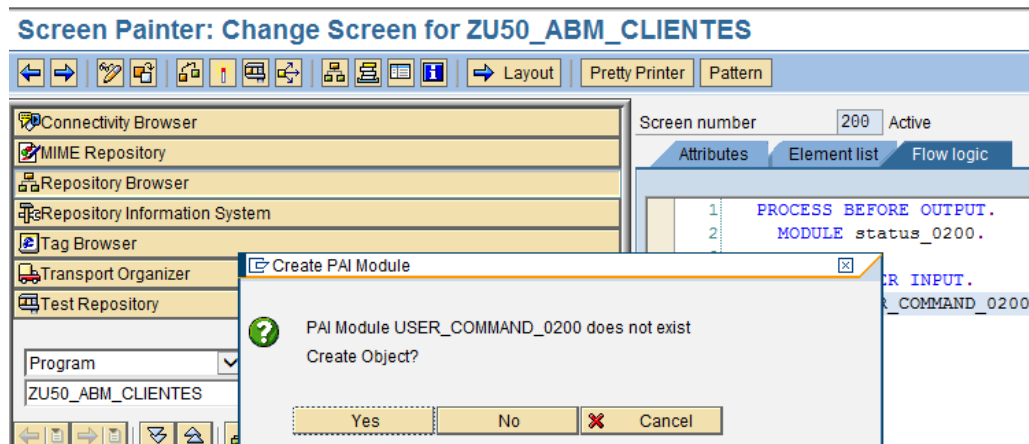 Screen Painter: Change Screen for ZU50_ABM_CLIENTES
Layout Pretty Printer Pattern
Connectivity Browser
MIME Repository
Repository Browser
Repository Information System
Tag Browser
Transport Organizer
Test Repository
Program
ZU50_ABM_CLIENTES
Screen number 200 Active
Attributes Element list Flow logic
1 PROCESS BEFORE OUTPUT.
2 MODULE status_0200.
INPUT.
_COMMAND_0200
Create PAI Module
PAI Module USER_COMMAND_0200 does not exist
Create Object?
Yes No Cancel